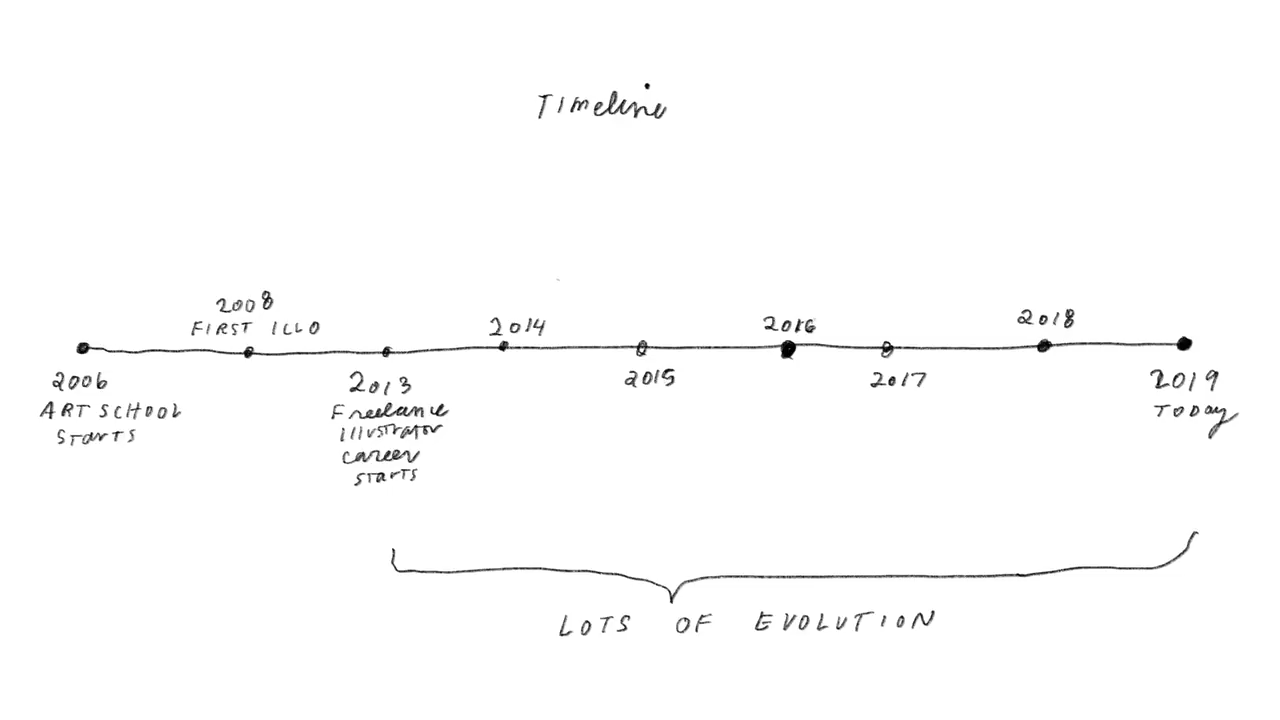 Timeline
2006
ART SCHOOL
STARTS
2008
FIRST ILLO
2013
Freelance
illustrator
career
STARTS
2014
2015
2016
2017
2018
2019
TODAY
LOTS OF EVOLUTION